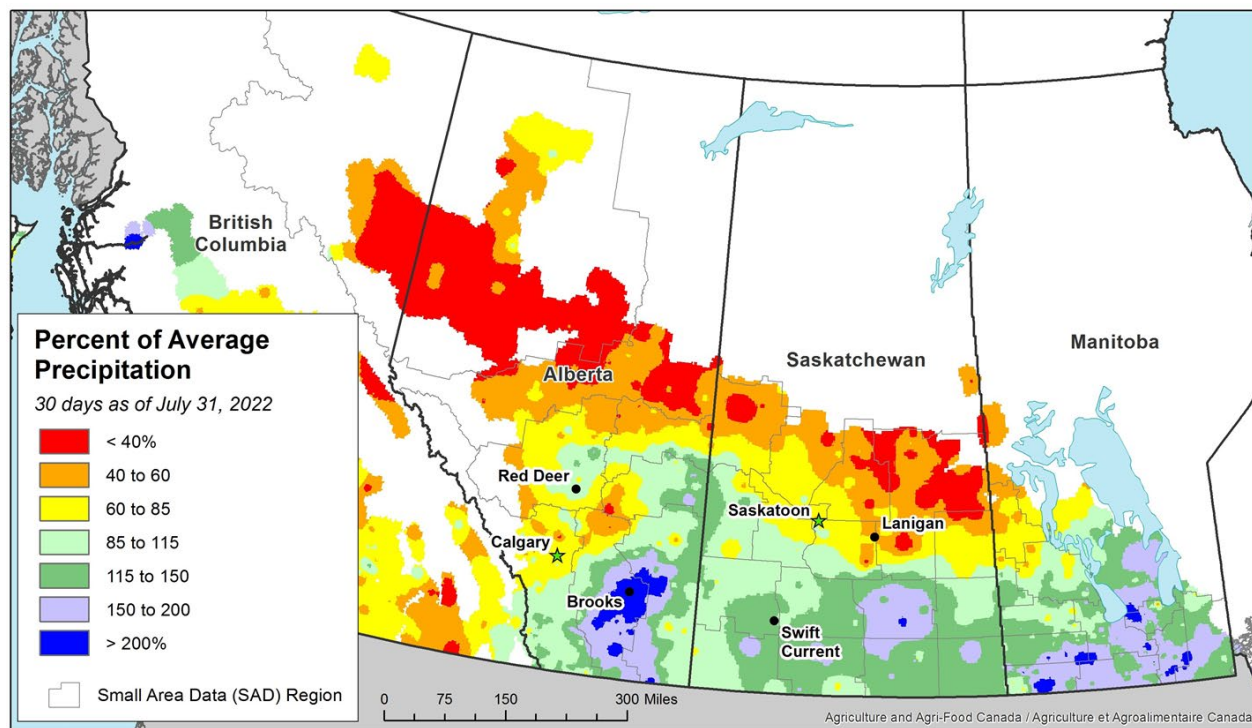 British
Columbia
Alberta
Saskatchewan
Manitoba
Red Deer
Calgary
Brooks
Saskatoon
Lanigan
Swift
Current
Percent of Average
Precipitation
30 days as of July 31, 2022
< 40%
40 to 60
60 to 85
85 to 115
115 to 150
150 to 200
> 200%
Small Area Data (SAD) Region
0 75 150 300 Miles
Agriculture and Agri-Food Canada / Agriculture et Agroalimentaire Canada